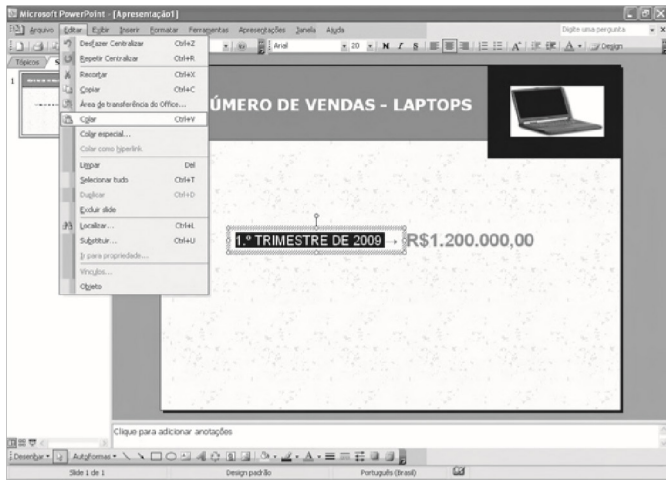 Microsoft PowerPoint - [Apresentação1]
Arquivo Editar Exibir Inserir Formatar Ferramentas Apresentações Janela Ajuda Digite uma pergunta
Arial 20 N I S Design
Tópicos
Desfazer Centralizar Ctrl+Z
Repetir Centralizar Ctrl+R
Recortar Ctrl+X
Copiar Ctrl+C
Área de transferência do Office...
Colar Ctrl+V
Colar especial...
Colar como hyperlink
Limpar Del
Selecionar tudo Ctrl+T
Duplicar Ctrl+D
Excluir slide
Localizar... Ctrl+L
Substituir... Ctrl+U
Ir para propriedade...
Vínculos...
Objeto
1
ÚMERO DE VENDAS - LAPTOPS
1.º TRIMESTRE DE 2009 → R$1.200.000,00
Clique para adicionar anotações
Desenhar AutoFormas
Slide 1 de 1 Design padrão Português (Brasil)